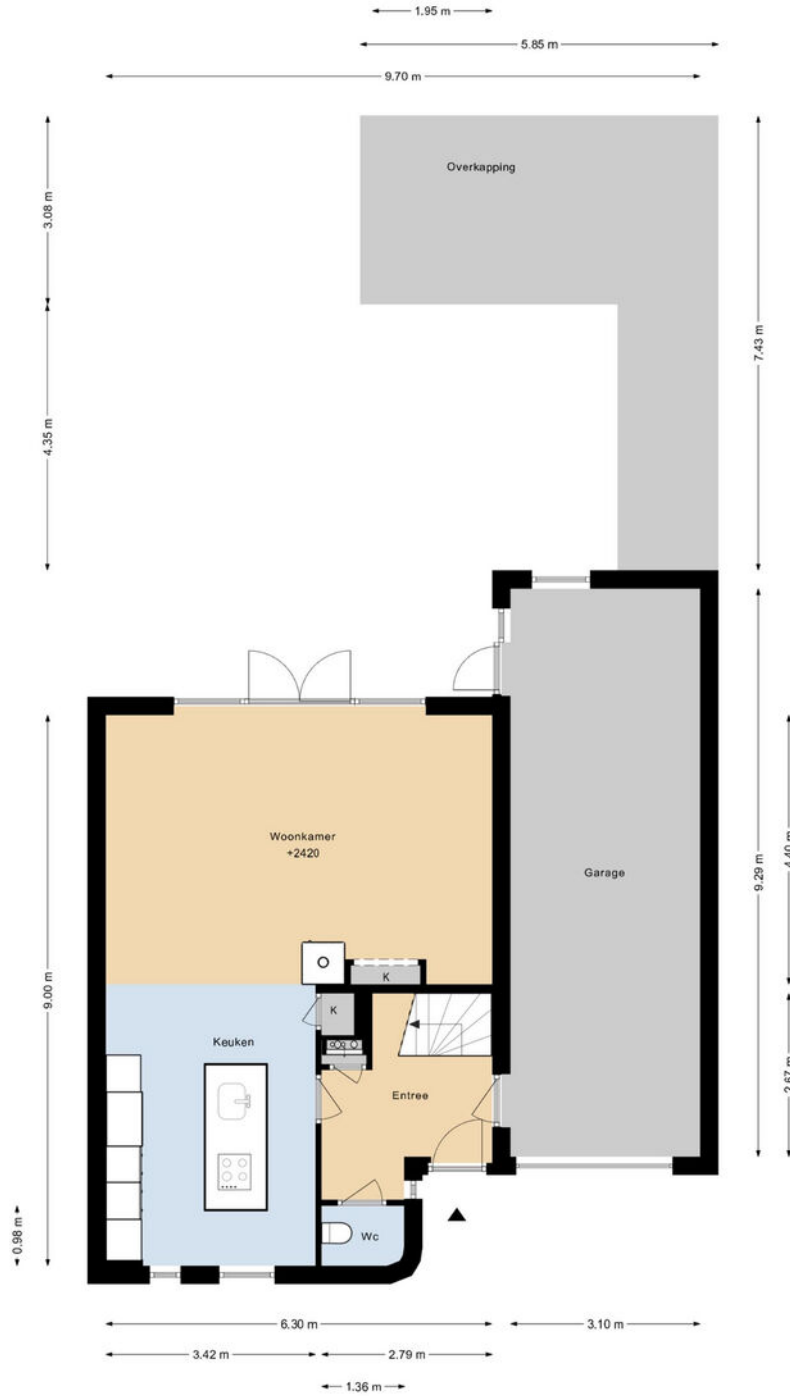 1.95 m
5.85 m
9.70 m
Overkapping
3.08 m
7.43 m
4.35 m
Woonkamer
+2420
Garage
4.40 m
9.29 m
9.00 m
K
K
Keuken
2.67 m
Entree
Wc
0.98 m
6.30 m
3.10 m
3.42 m
2.79 m
1.36 m